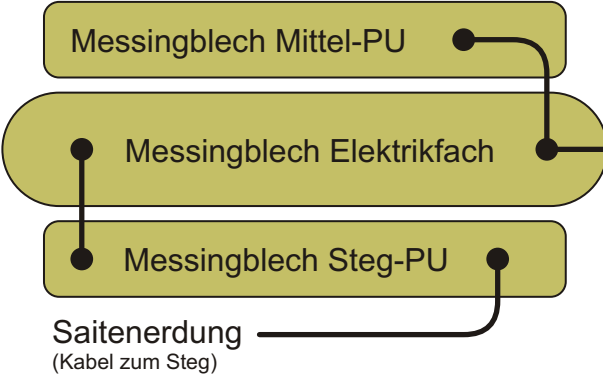 Messingblech Mittel-PU
Messingblech Elektrikfach
Messingblech Steg-PU
Saitenerdung
(Kabel zum Steg)